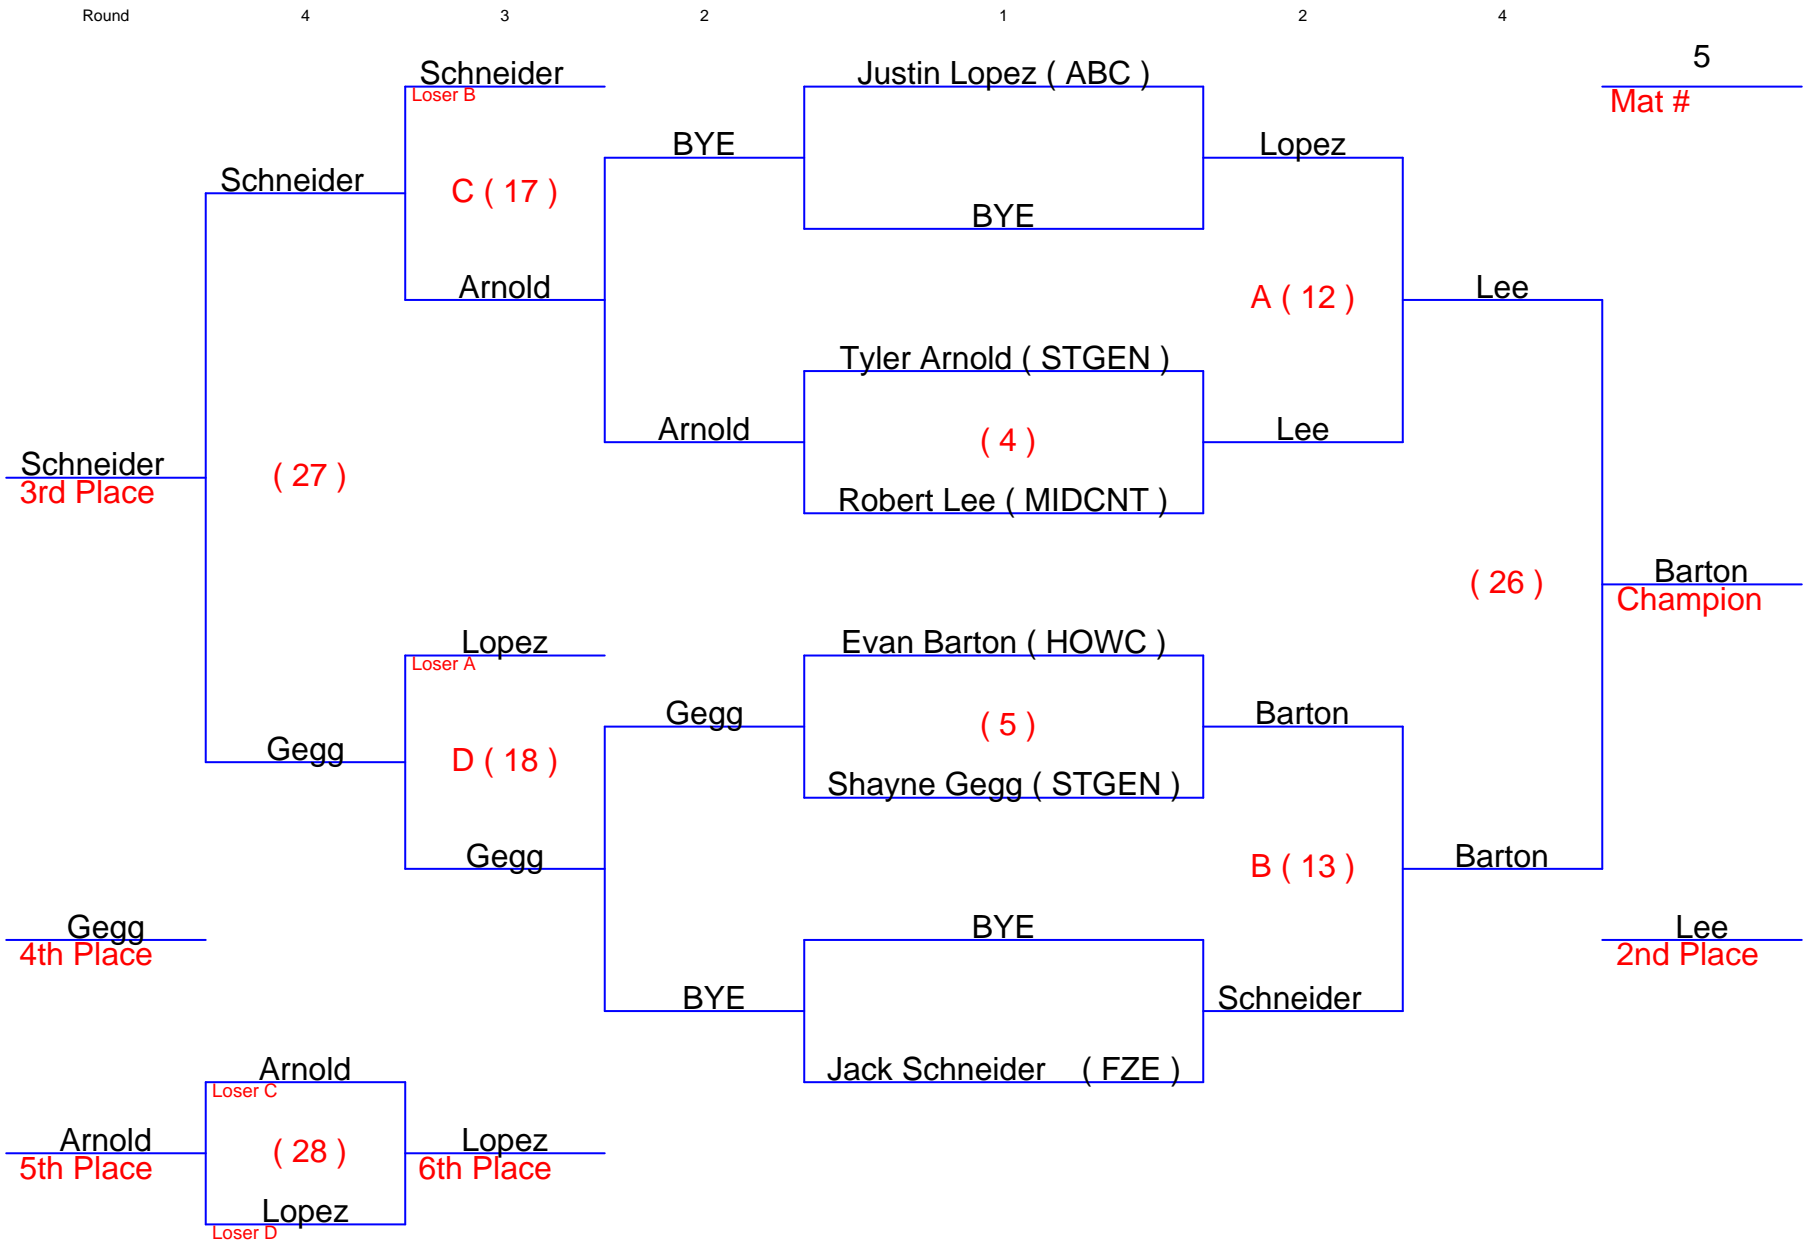 Round 4 3 2 1 2 4
5
Schneider Justin Lopez ( ABC )
Loser B Mat #
BYE Lopez
Schneider C ( 17 )
BYE
Arnold A ( 12 ) Lee
Tyler Arnold ( STGEN )
Arnold ( 4 ) Lee
Schneider ( 27 )
3rd Place Robert Lee ( MIDCNT )
( 26 ) Barton
Champion
Lopez Evan Barton ( HOWC )
Loser A
Gegg ( 5 ) Barton
Gegg D ( 18 )
Shayne Gegg ( STGEN )
Gegg B ( 13 ) Barton
Gegg BYE Lee
4th Place 2nd Place
BYE Schneider
Arnold Jack Schneider ( FZE )
Loser C
Arnold ( 28 ) Lopez
5th Place 6th Place
Lopez
Loser D